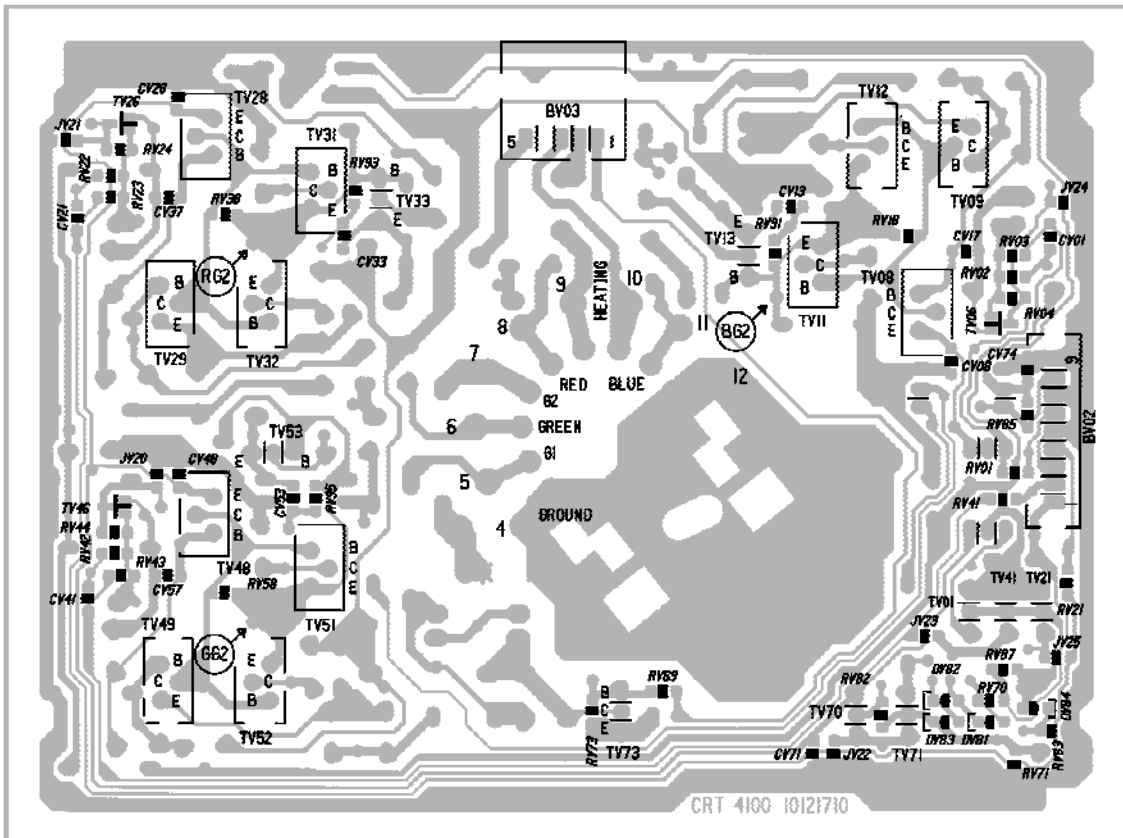 CV28
TV26
TV28
JV21
E
C
B
RV24
RV22
RV23
CV21
CV37
RV38
TV31
B
C
E
RV93
B
TV33
E
CV33
BV03
5
1
TV12
B
C
E
E
C
B
TV09
JV24
CV13
RV91
E
TV13
B
E
C
B
TV11
RV18
CV17
RV03
CV01
RV02
TV08
B
C
E
TV06
RV04
RG2
B
C
E
TV29
E
C
B
TV32
9
HEATING
10
8
11
BG2
7
RED
BLUE
12
G2
6
GREEN
G1
5
4
GROUND
CV08
CV74
9
RV85
BV02
RV01
RV41
TV53
E
B
JV20
CV48
E
C
B
TV46
RV44
RV42
RV43
CV41
CV57
TV48
RV58
CV53
RV95
B
C
E
TV51
TV49
B
C
E
GG2
E
C
B
TV52
TV41
TV21
TV01
RV21
JV23
JV25
RV69
B
C
E
RV73
TV73
RV82
DV82
RV87
RV70
TV70
DV84
DV83
DV81
RV83
CV71
JV22
TV71
RV71
CRT 4100 10121710